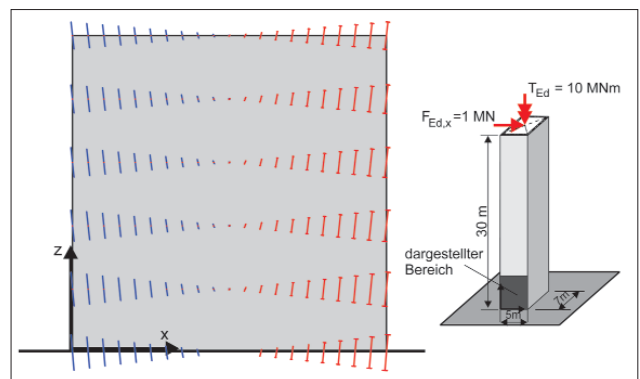 z
x
T_Ed = 10 MNm
F_Ed,x=1 MN
30 m
dargestellter
Bereich
5m
7m